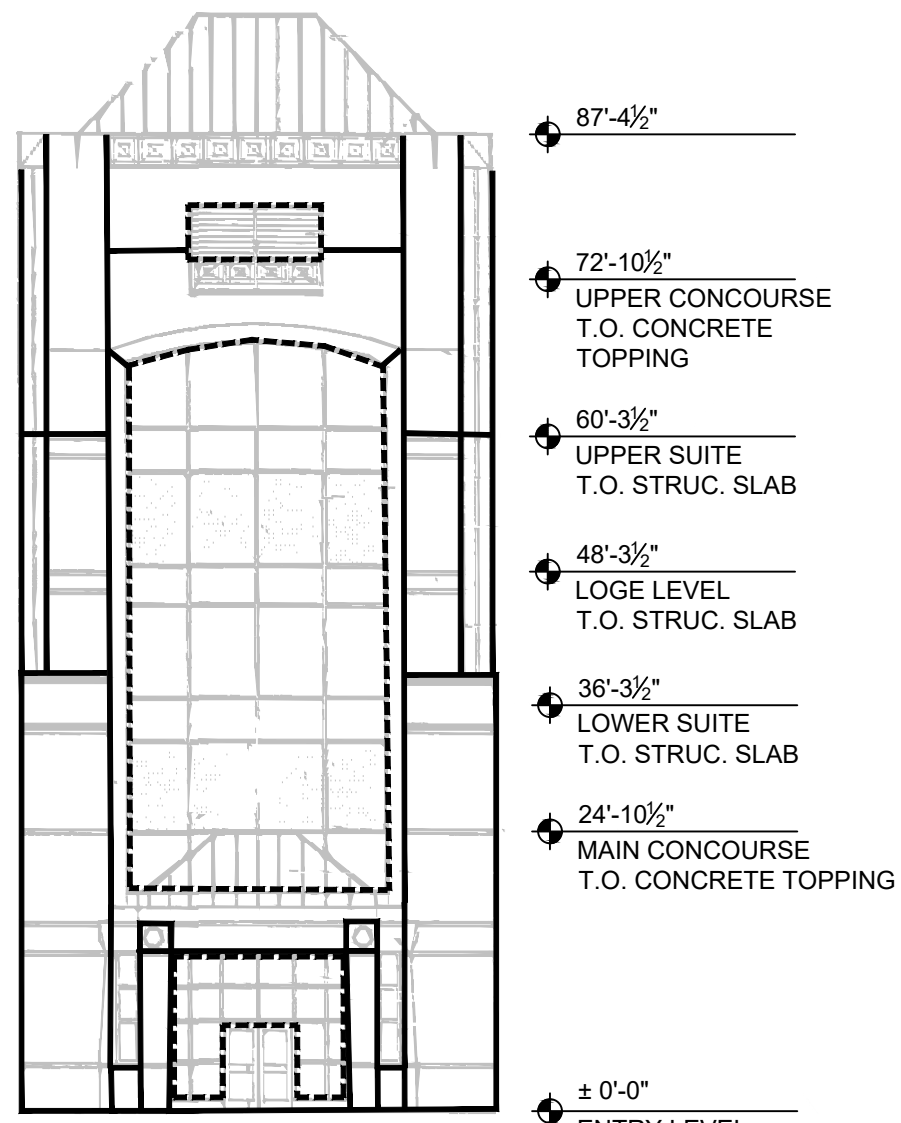 87'-4½"
72'-10½"
UPPER CONCOURSE
T.O. CONCRETE
TOPPING
60'-3½"
UPPER SUITE
T.O. STRUC. SLAB
48'-3½"
LOGE LEVEL
T.O. STRUC. SLAB
36'-3½"
LOWER SUITE
T.O. STRUC. SLAB
24'-10½"
MAIN CONCOURSE
T.O. CONCRETE TOPPING
± 0'-0"
ENTRY LEVEL